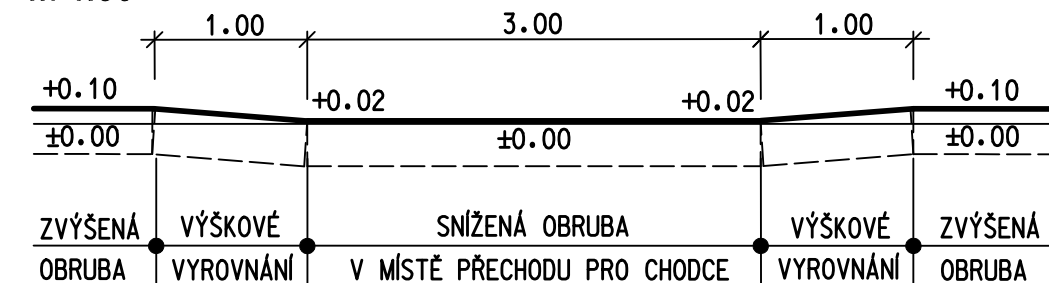 1.00 3.00 1.00
+0.10 +0.02 +0.02 +0.10
±0.00 ±0.00 ±0.00
ZVÝŠENÁ VÝŠKOVÉ SNÍŽENÁ OBRUBA VÝŠKOVÉ ZVÝŠENÁ
OBRUBA VYROVNÁNÍ V MÍSTĚ PŘECHODU PRO CHODCE VYROVNÁNÍ OBRUBA